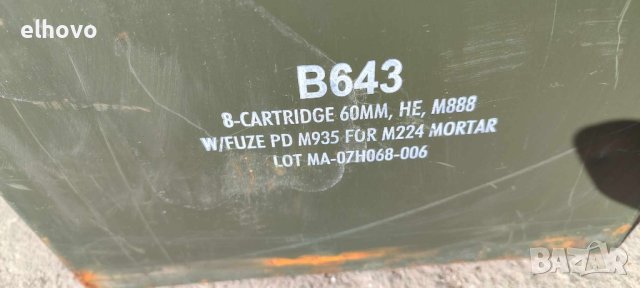 elhovo
B643
8-CARTRIDGE 60MM, HE, M888
W/FUZE PD M935 FOR M224 MORTAR
LOT MA-07H068-006
BAZAR